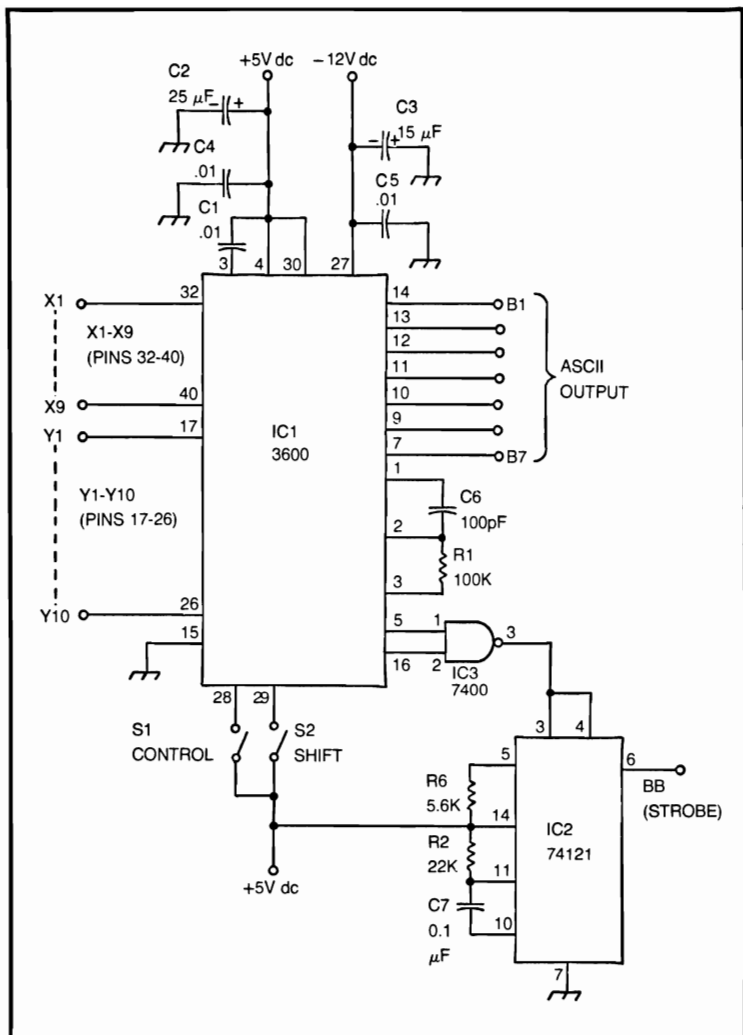 +5V dc
−12V dc
C2
25 μF
−
+
C3
− +
15 μF
C4
.01
C5
.01
C1
.01
3
4
30
27
X1
32
X1-X9
(PINS 32-40)
X9
40
Y1
17
Y1-Y10
(PINS 17-26)
Y10
26
15
IC1
3600
14
B1
13
12
11
10
9
7
B7
ASCII
OUTPUT
1
C6
100pF
2
R1
100K
3
5
1
3
16
2
IC3
7400
28
29
S1
CONTROL
S2
SHIFT
+5V dc
3
4
5
R6
5.6K
14
R2
22K
11
C7
0.1
μF
10
IC2
74121
6
BB
(STROBE)
7